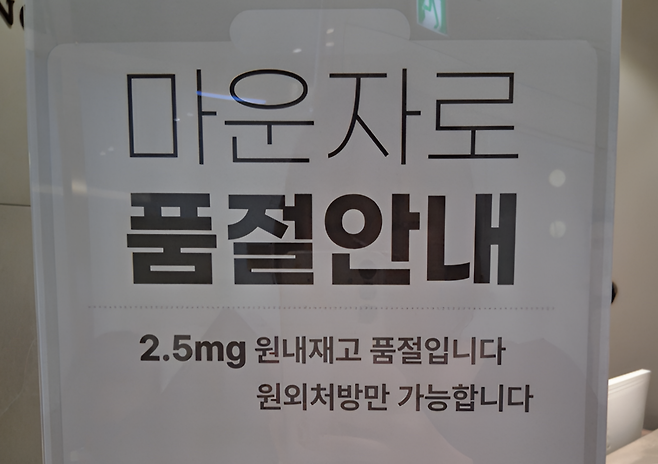 마운자로
품절안내
2.5mg 원내재고 품절입니다
원외처방만 가능합니다